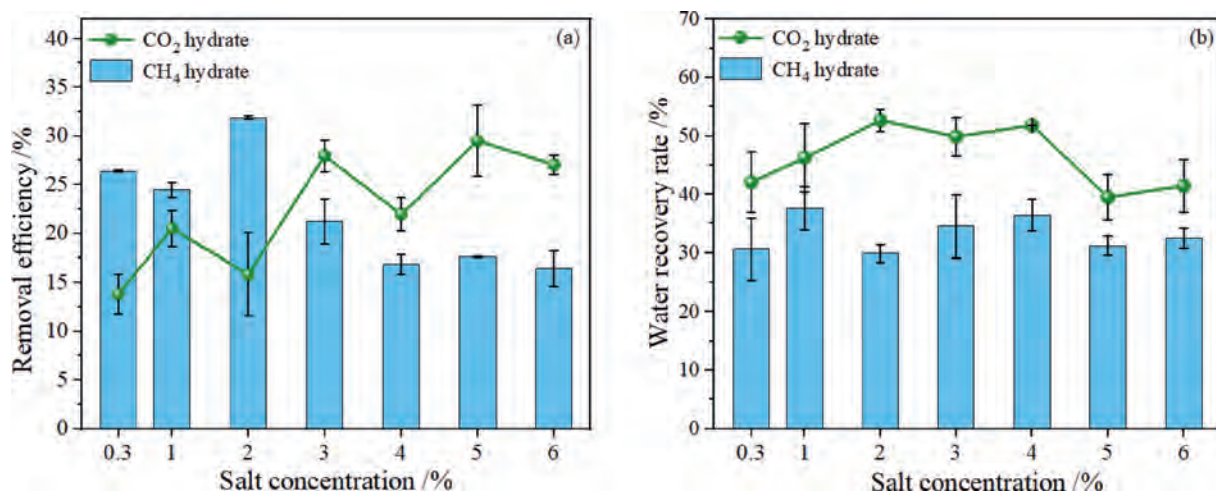 (a)
CO2 hydrate
CH4 hydrate
Removal efficiency /%
40
35
30
25
20
15
10
5
0
0.3 1 2 3 4 5 6
Salt concentration /%
(b)
CO2 hydrate
CH4 hydrate
Water recovery rate /%
70
60
50
40
30
20
10
0
0.3 1 2 3 4 5 6
Salt concentration /%